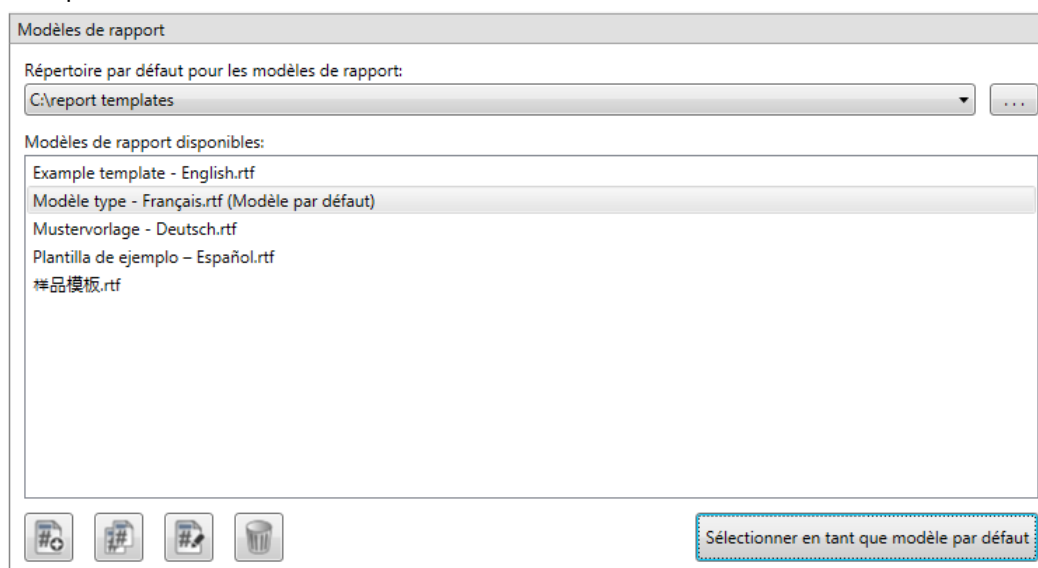 Modèles de rapport
Répertoire par défaut pour les modèles de rapport:
C:\report templates
...
Modèles de rapport disponibles:
Example template - English.rtf
Modèle type - Français.rtf (Modèle par défaut)
Mustervorlage - Deutsch.rtf
Plantilla de ejemplo – Español.rtf
样品模板.rtf
Sélectionner en tant que modèle par défaut